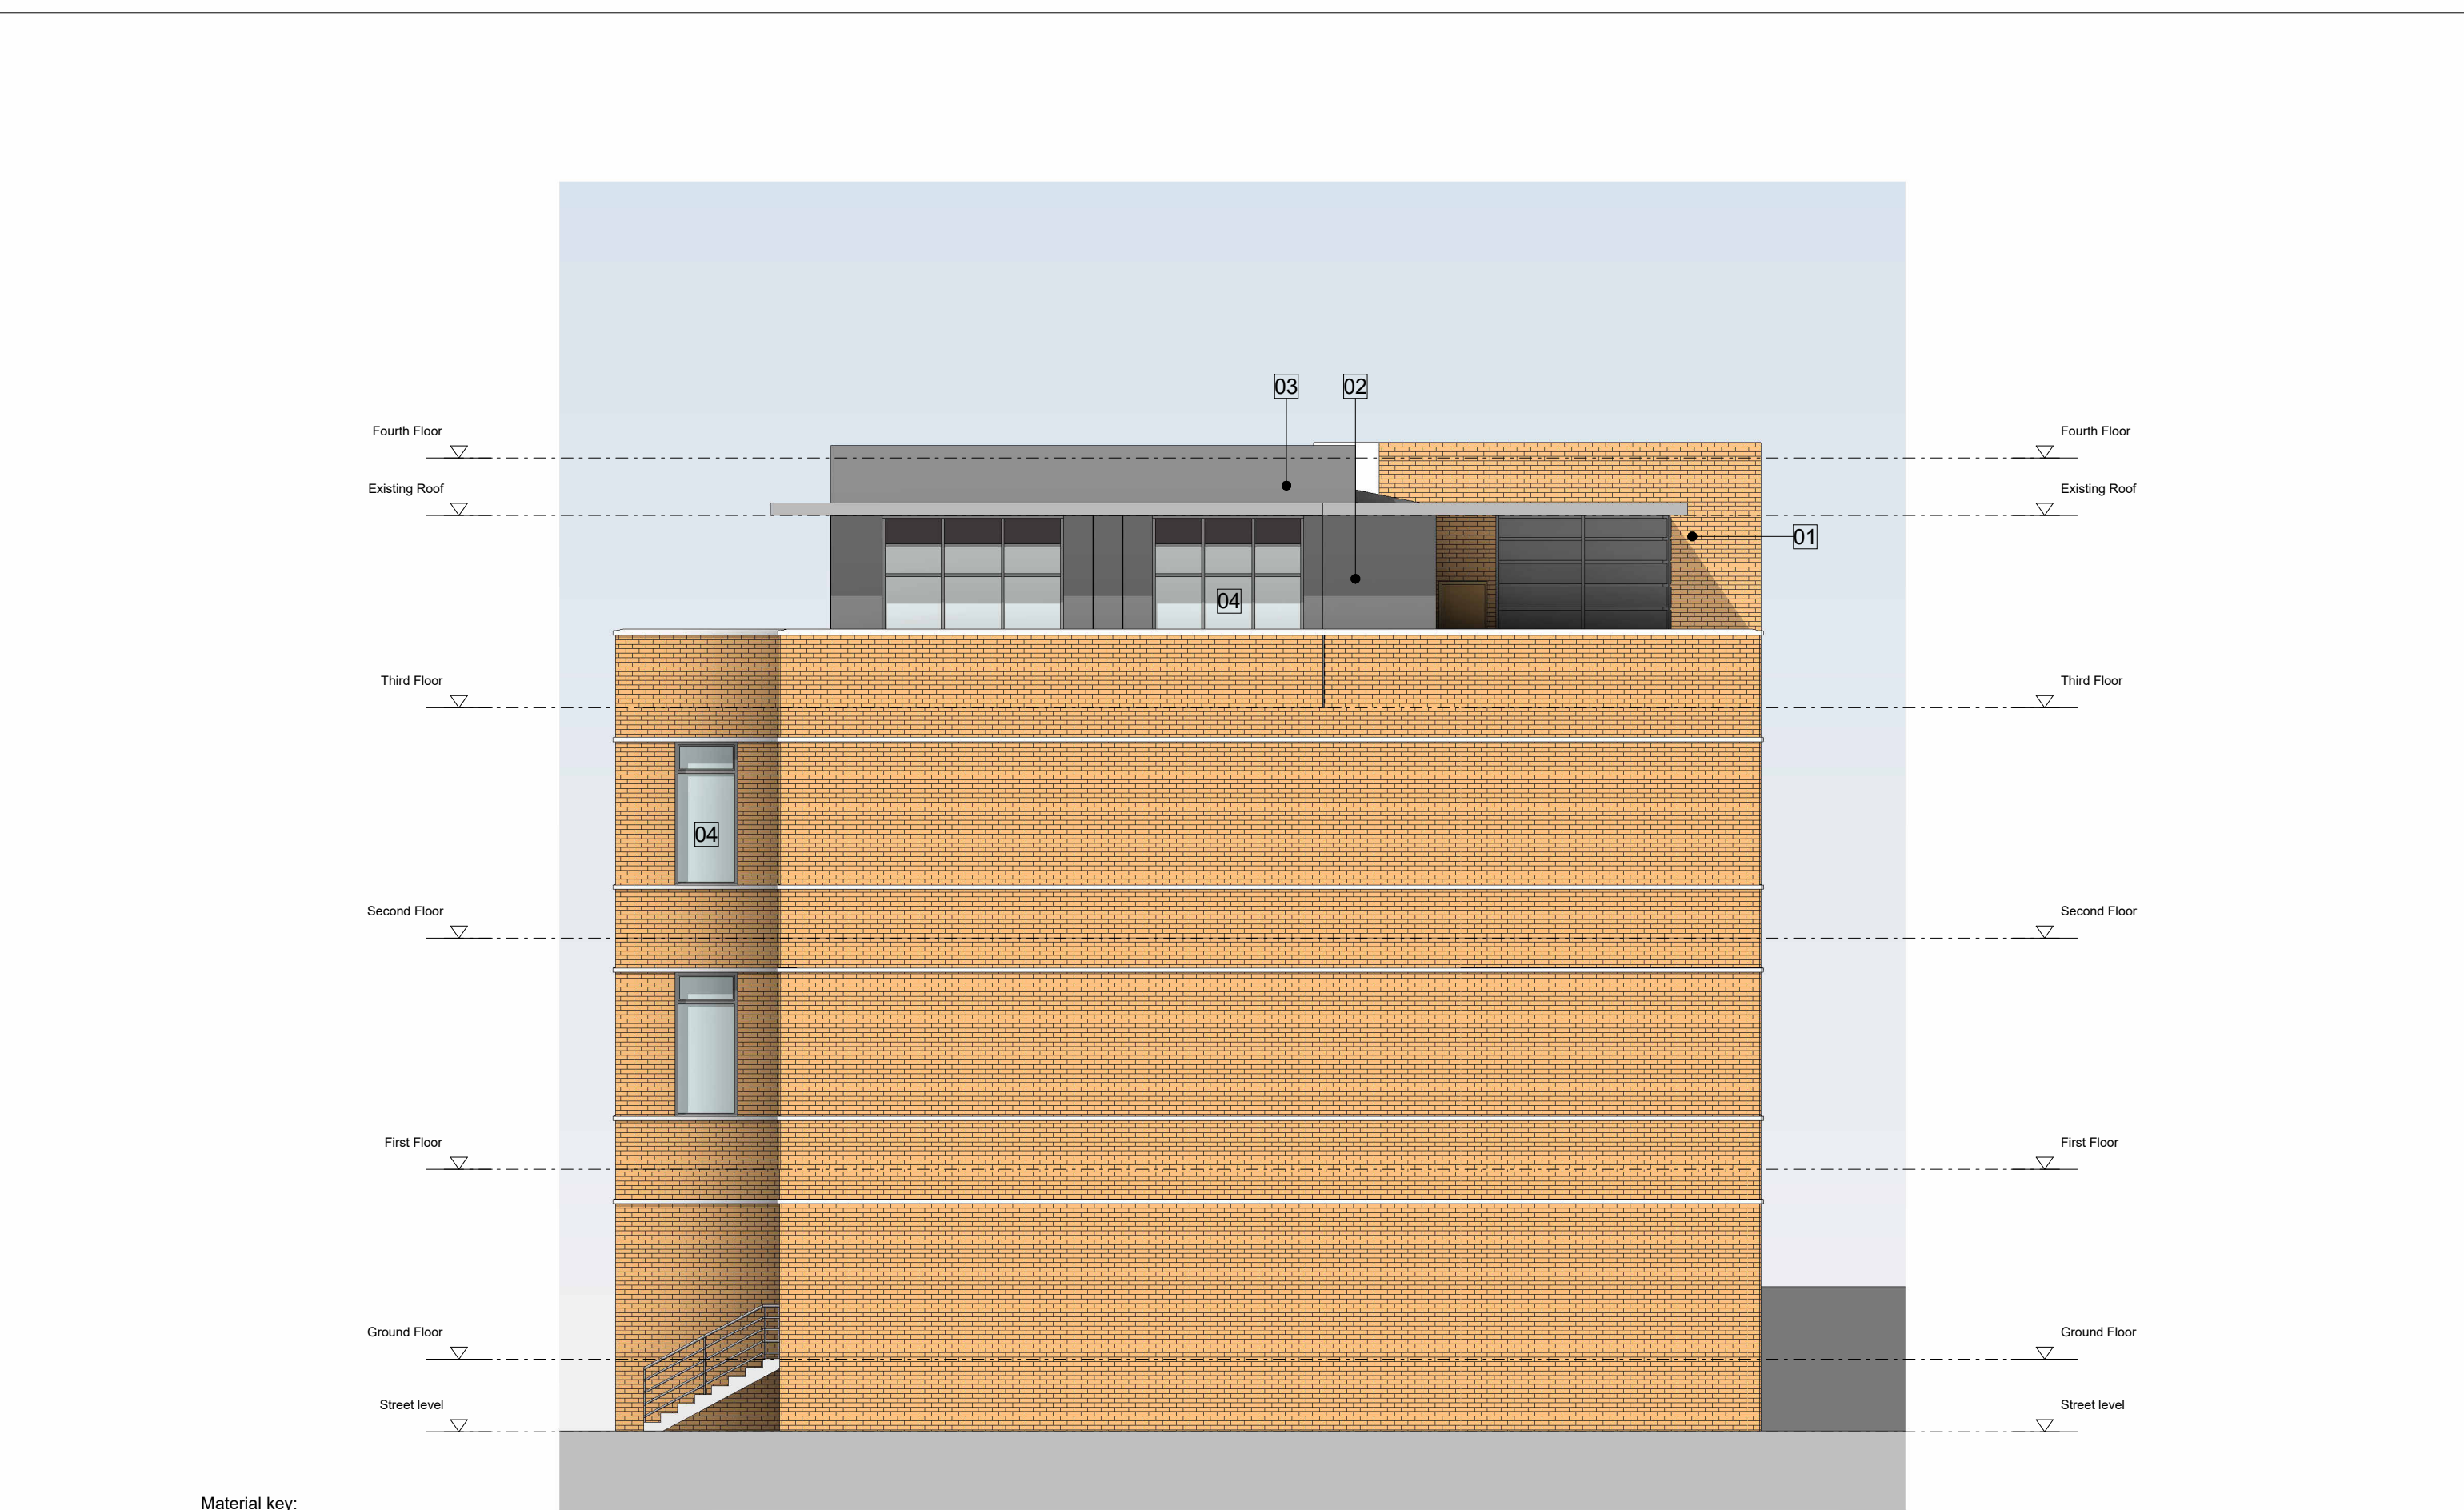 03 02
Fourth Floor Fourth Floor
Existing Roof Existing Roof
01
04
Third Floor Third Floor
04
Second Floor Second Floor
First Floor First Floor
Ground Floor Ground Floor
Street level Street level
Material key: